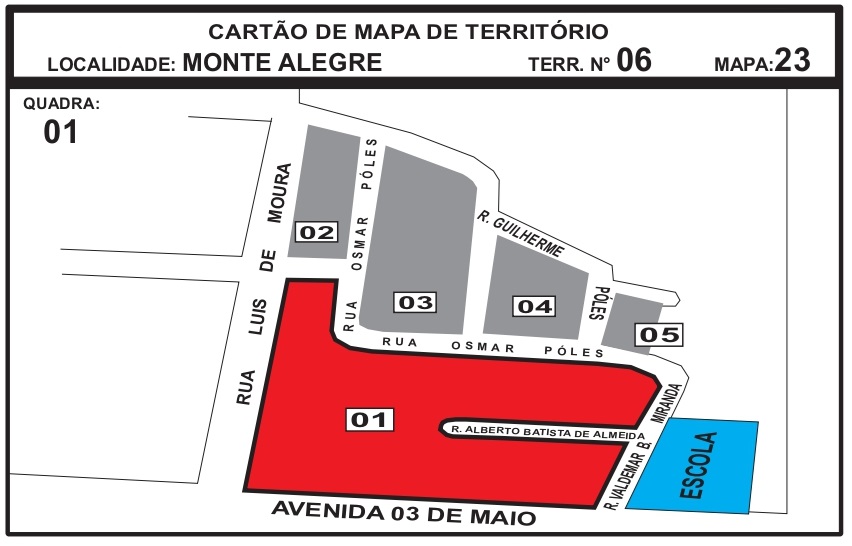 CARTÃO DE MAPA DE TERRITÓRIO
LOCALIDADE: MONTE ALEGRE TERR. N° 06 MAPA:23
QUADRA:
01
RUA LUIS DE MOURA
02
RUA OSMAR PÓLES
03
R. GUILHERME PÓLES
04
05
RUA OSMAR PÓLES
01
R. ALBERTO BATISTA DE ALMEIDA
R. VALDEMAR B. MIRANDA
ESCOLA
AVENIDA 03 DE MAIO